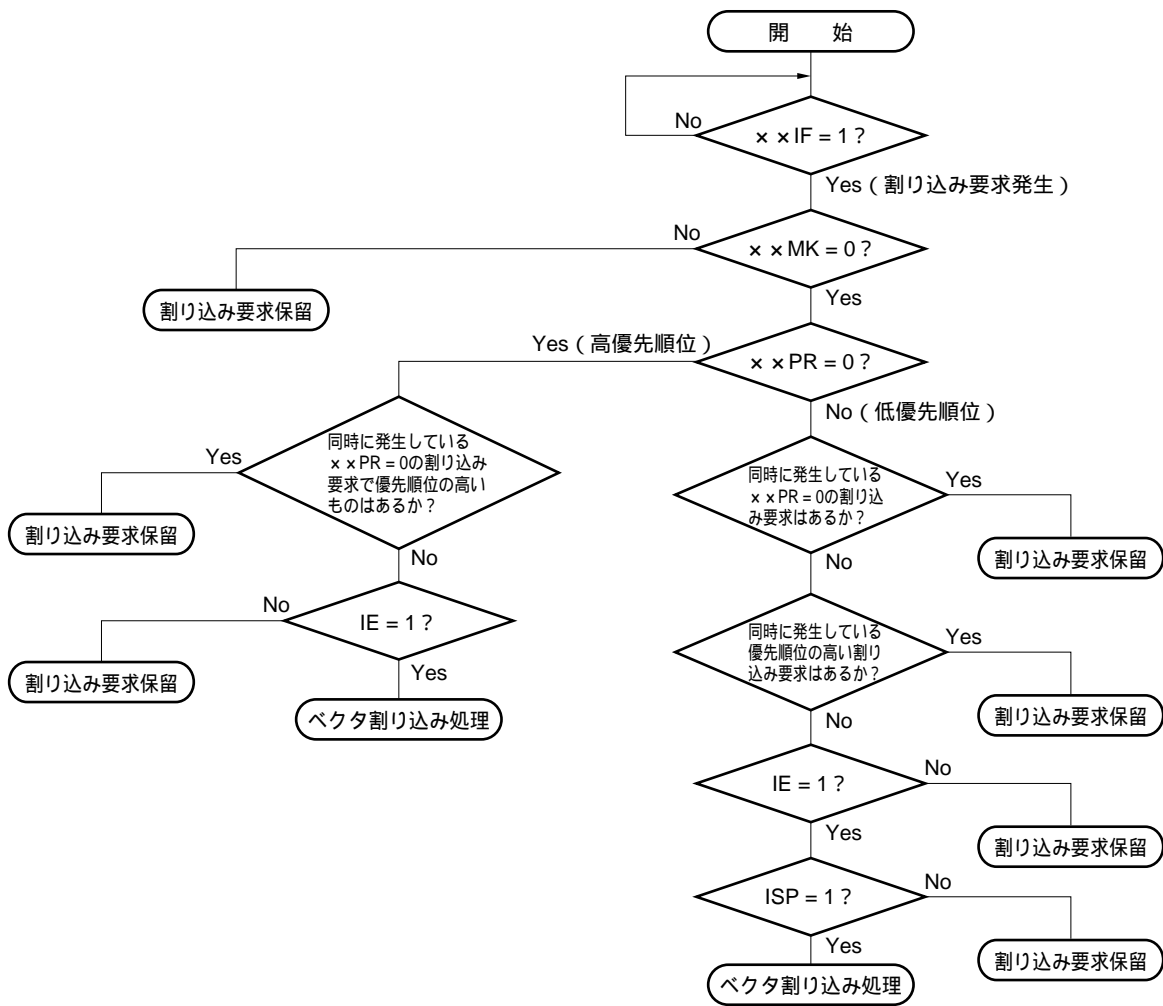 開　始
No
××IF = 1？
Yes（割り込み要求発生）
No
××MK = 0？
割り込み要求保留
Yes
Yes（高優先順位）
××PR = 0？
No（低優先順位）
Yes
同時に発生している
××PR = 0の割り込み
要求で優先順位の高い
ものはあるか？
同時に発生している
××PR = 0の割り込
み要求はあるか？
Yes
割り込み要求保留
No
割り込み要求保留
No
No
IE = 1？
同時に発生している
優先順位の高い割り
込み要求はあるか？
Yes
割り込み要求保留
Yes
割り込み要求保留
ベクタ割り込み処理
No
IE = 1？
No
割り込み要求保留
Yes
ISP = 1？
No
割り込み要求保留
Yes
ベクタ割り込み処理